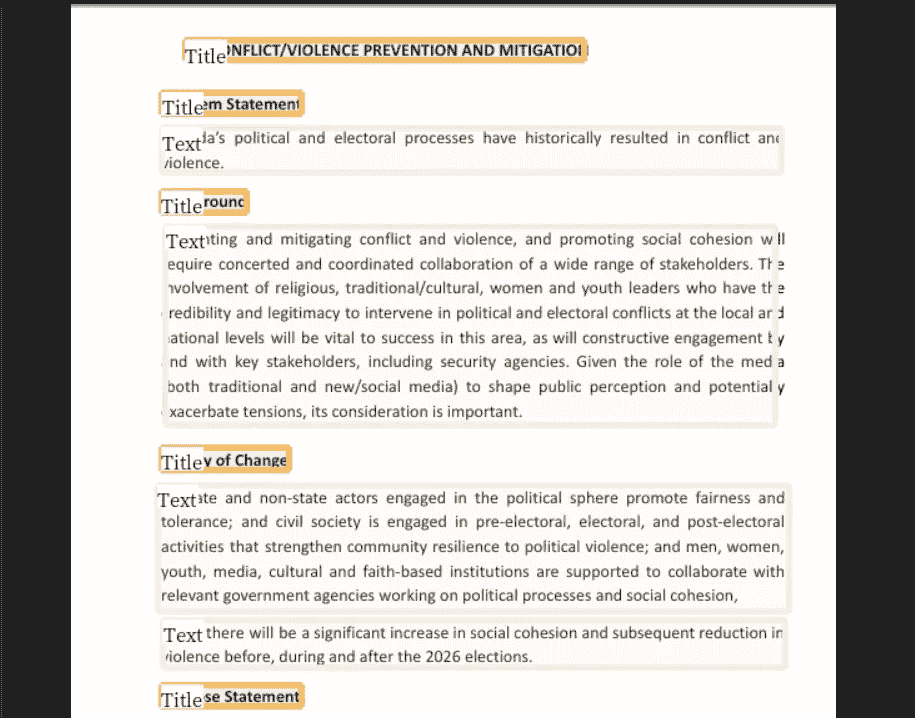 Title ONFLICT/VIOLENCE PREVENTION AND MITIGATIO
Title em Statement
Text da’s political and electoral processes have historically resulted in conflict and
violence.
Title round
Text nting and mitigating conflict and violence, and promoting social cohesion will
equire concerted and coordinated collaboration of a wide range of stakeholders. The
nvolvement of religious, traditional/cultural, women and youth leaders who have the
redibility and legitimacy to intervene in political and electoral conflicts at the local and
ational levels will be vital to success in this area, as will constructive engagement by
nd with key stakeholders, including security agencies. Given the role of the media
both traditional and new/social media) to shape public perception and potentially
xacerbate tensions, its consideration is important.
Title y of Change
Text ate and non-state actors engaged in the political sphere promote fairness and
tolerance; and civil society is engaged in pre-electoral, electoral, and post-electoral
activities that strengthen community resilience to political violence; and men, women,
youth, media, cultural and faith-based institutions are supported to collaborate with
relevant government agencies working on political processes and social cohesion,
Text there will be a significant increase in social cohesion and subsequent reduction in
violence before, during and after the 2026 elections.
Title se Statement